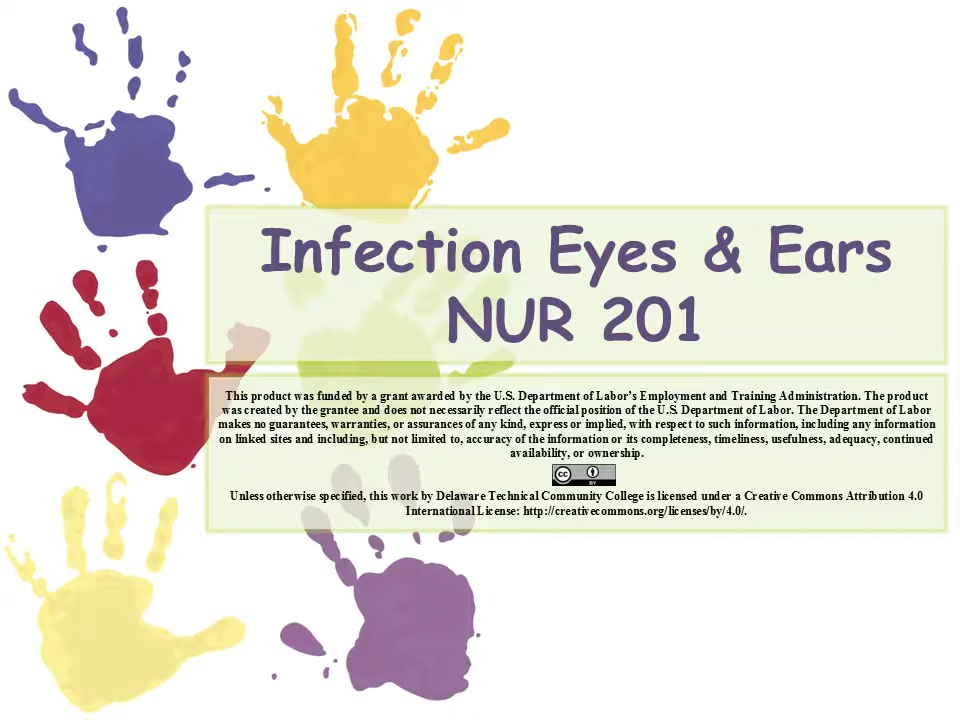 Infection Eyes & Ears
NUR 201
This product was funded by a grant awarded by the U.S. Department of Labor’s Employment and Training Administration. The product
was created by the grantee and does not necessarily reflect the official position of the U.S. Department of Labor. The Department of Labor
makes no guarantees, warranties, or assurances of any kind, express or implied, with respect to such information, including any information
on linked sites and including, but not limited to, accuracy of the information or its completeness, timeliness, usefulness, adequacy, continued
availability, or ownership.
cc BY
Unless otherwise specified, this work by Delaware Technical Community College is licensed under a Creative Commons Attribution 4.0
International License: http://creativecommons.org/licenses/by/4.0/.